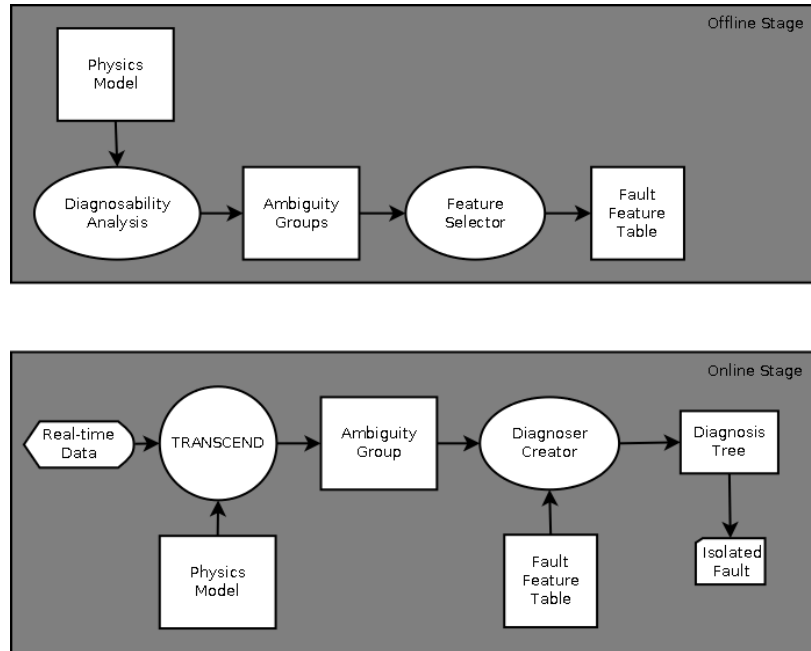 Offline Stage
Physics
Model
Diagnosability
Analysis
Ambiguity
Groups
Feature
Selector
Fault
Feature
Table
Online Stage
Real-time
Data
TRANSCEND
Ambiguity
Group
Diagnoser
Creator
Diagnosis
Tree
Physics
Model
Fault
Feature
Table
Isolated
Fault